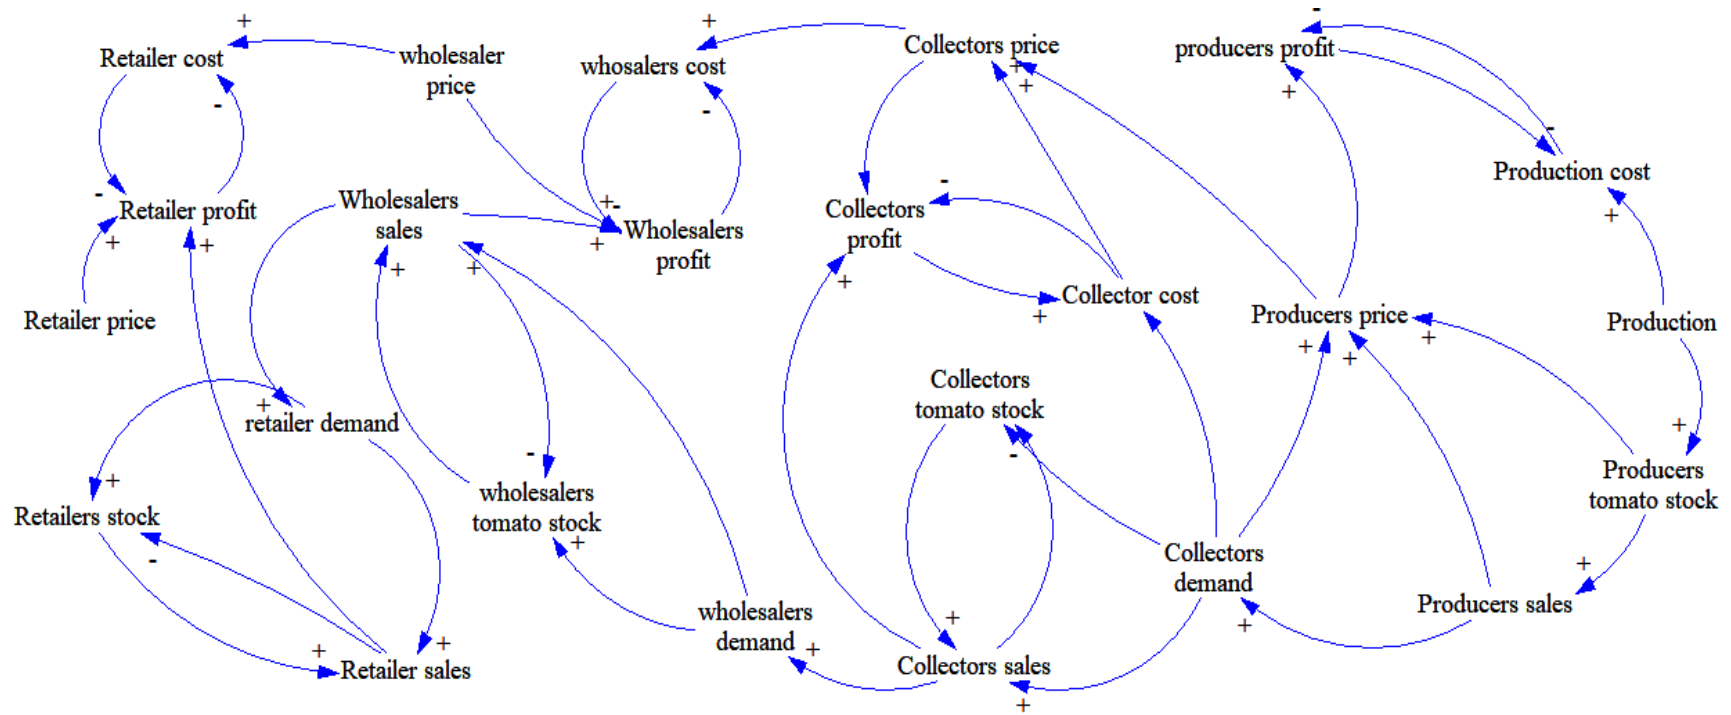 Retailer cost
wholesaler
price
whosalers cost
Collectors price
producers profit
Production cost
Retailer profit
Wholesalers
sales
Wholesalers
profit
Collectors
profit
Collector cost
Producers price
Production
Retailer price
retailer demand
Collectors
tomato stock
Producers
tomato stock
Retailers stock
wholesalers
tomato stock
Collectors
demand
Producers sales
wholesalers
demand
Collectors sales
Retailer sales